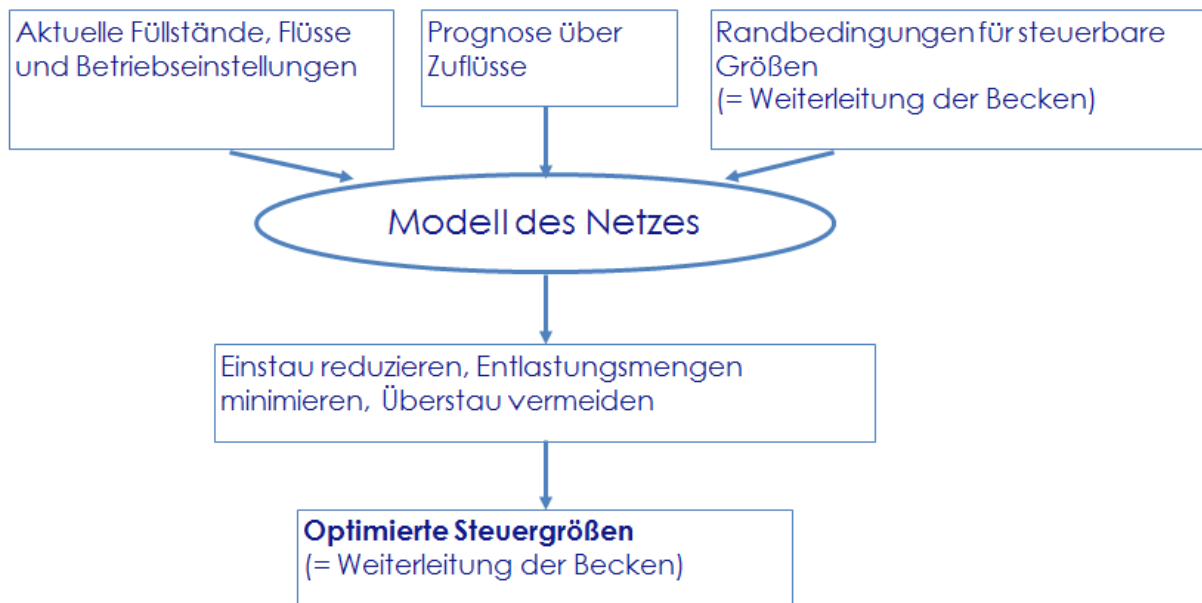 Aktuelle Füllstände, Flüsse
und Betriebseinstellungen
Prognose über
Zuflüsse
Randbedingungen für steuerbare
Größen
(= Weiterleitung der Becken)
Modell des Netzes
Einstau reduzieren, Entlastungsmengen
minimieren, Überstau vermeiden
Optimierte Steuergrößen
(= Weiterleitung der Becken)